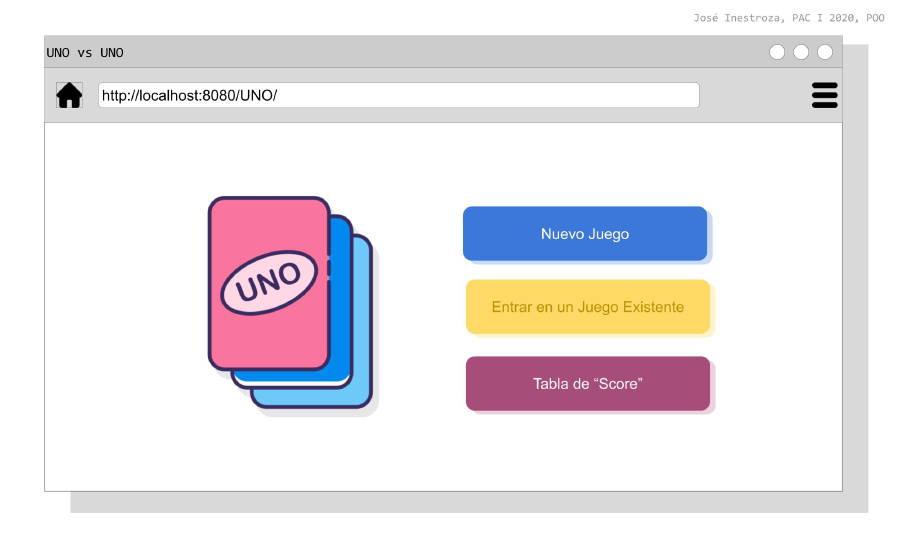 José Inestroza, PAC I 2020, POO
UNO vs UNO
http://localhost:8080/UNO/
UNO
Nuevo Juego
Entrar en un Juego Existente
Tabla de “Score”